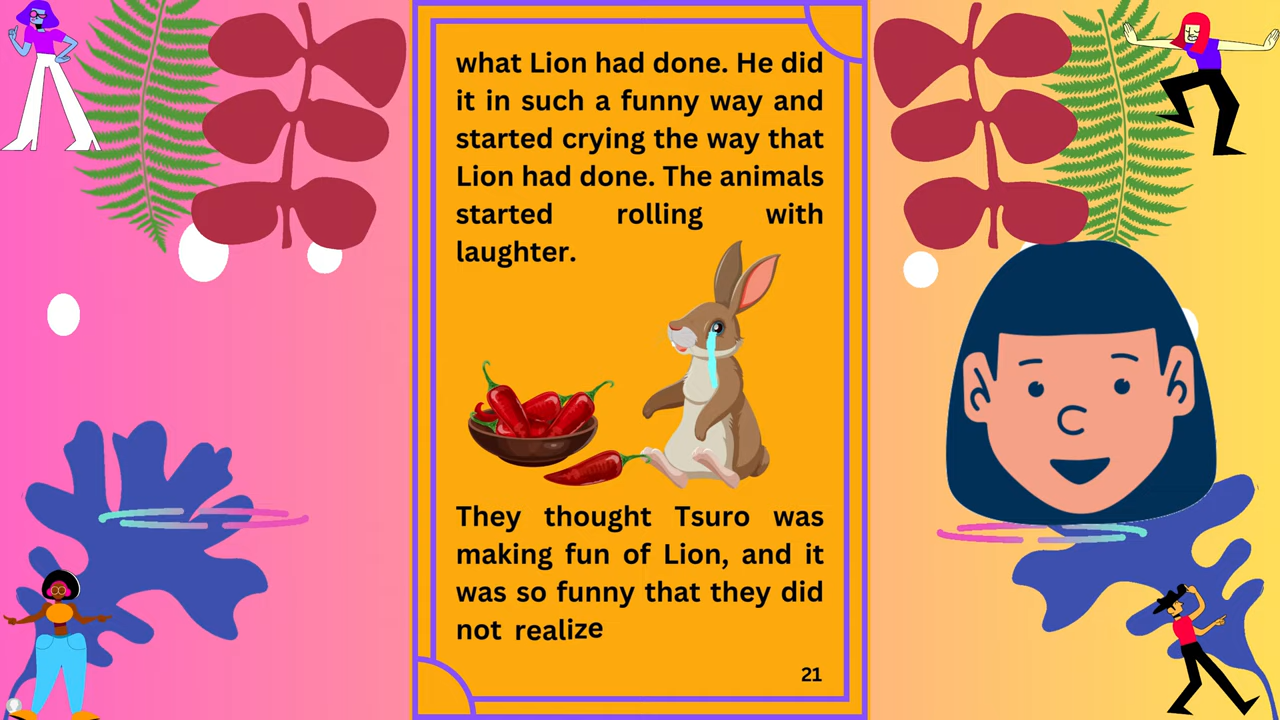 what Lion had done. He did
it in such a funny way and
started crying the way that
Lion had done. The animals
started rolling with
laughter.
They thought Tsuro was
making fun of Lion, and it
was so funny that they did
not realize
21